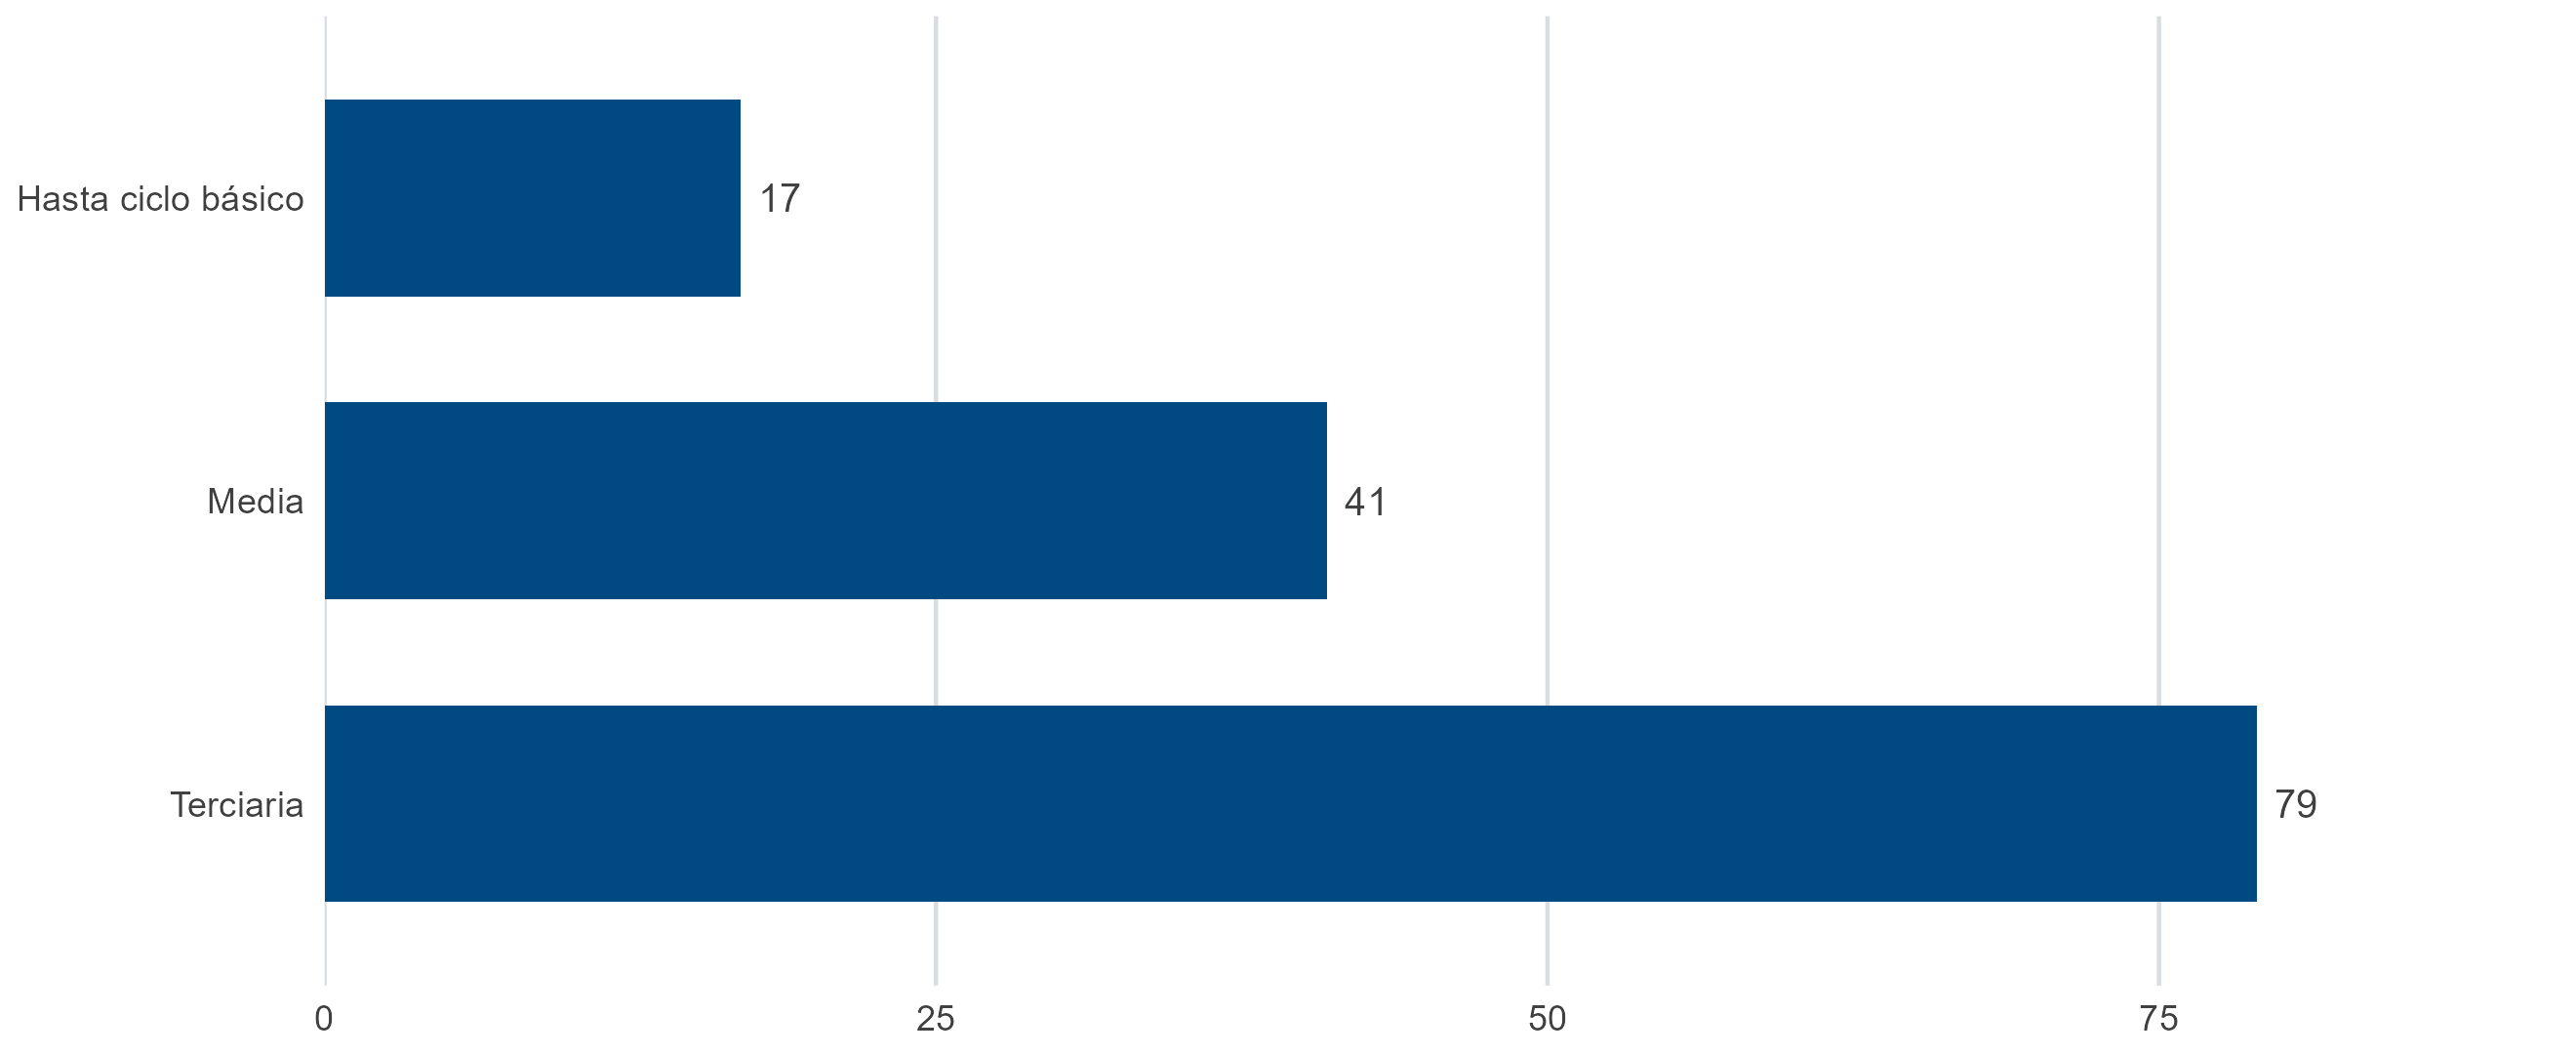 Hasta ciclo básico 17
Media 41
Terciaria 79
0 25 50 75